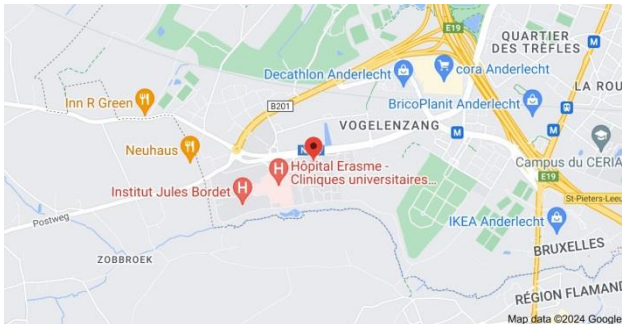 QUARTIER
DES TRÈFLES
E19
M
Decathlon Anderlecht
cora Anderlecht
Inn R Green
B201
BricoPlanit Anderlecht
LA ROU
VOGELENZANG
M
Neuhaus
H
Hôpital Erasme -
Cliniques universitaires...
Campus du CERIA
E19
Institut Jules Bordet
H
St-Pieters-Leeu
Postweg
IKEA Anderlecht
ZOBBROEK
BRUXELLES
RÉGION FLAMAND
Map data ©2024 Google